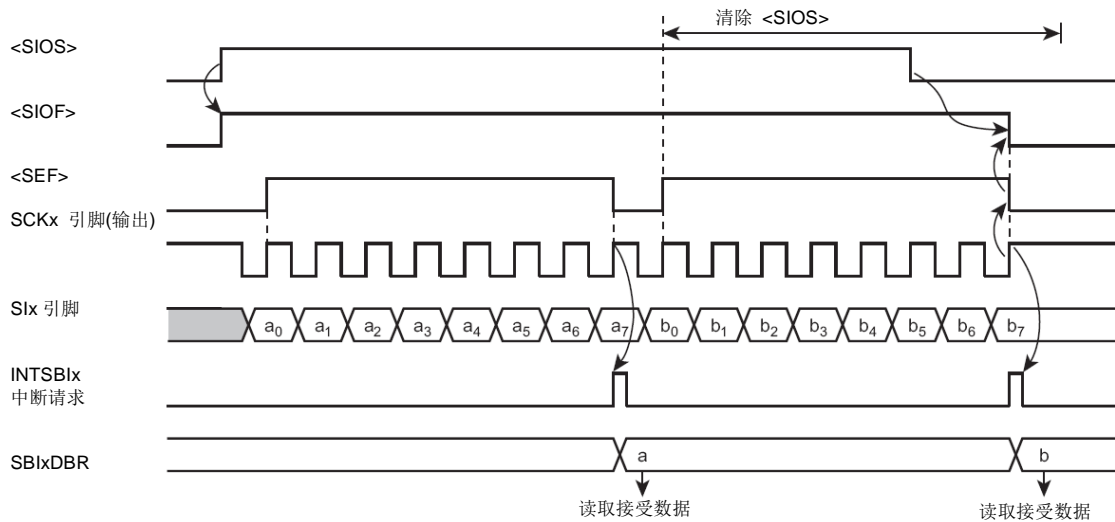 清除 <SIOS>
<SIOS>
<SIOF>
<SEF>
SCKx 引脚(输出)
SIx 引脚
a0 a1 a2 a3 a4 a5 a6 a7 b0 b1 b2 b3 b4 b5 b6 b7
INTSBIx
中断请求
SBIxDBR
a b
读取接受数据 读取接受数据